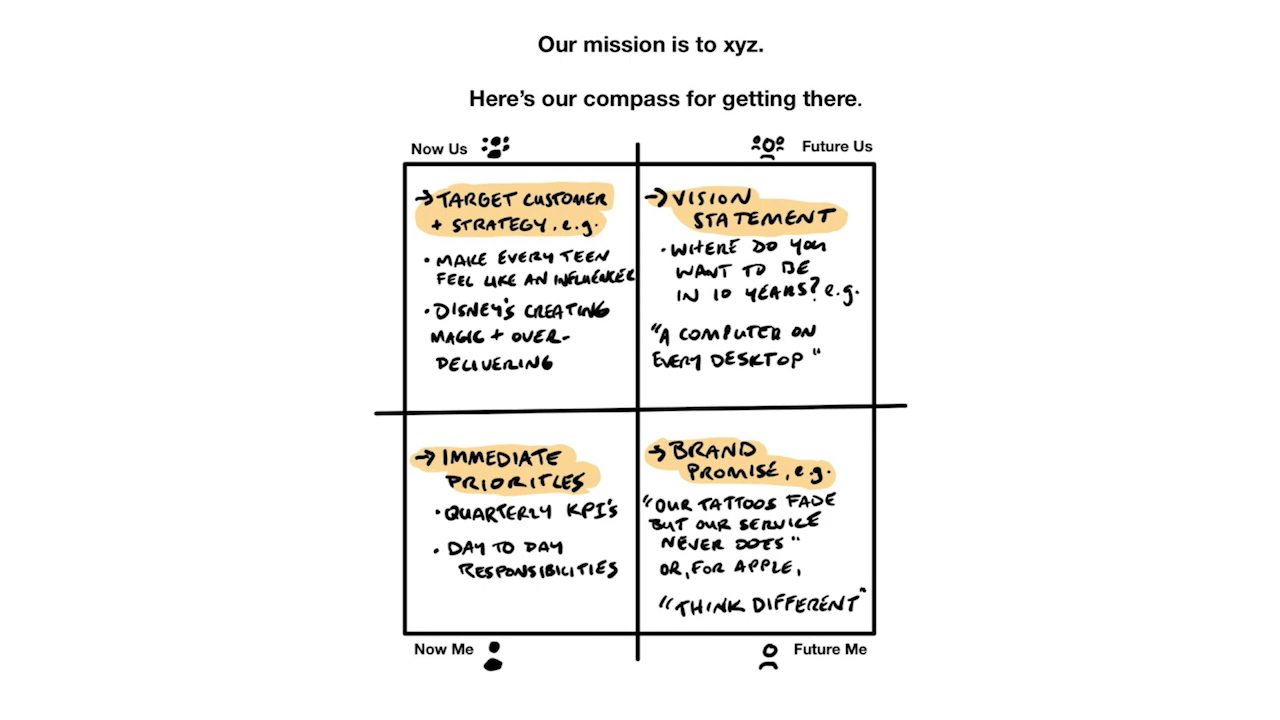 Our mission is to xyz.
Here's our compass for getting there.
Now Us
Future Us
→ TARGET CUSTOMER
+ STRATEGY, e.g.
• MAKE EVERY TEEN
FEEL LIKE AN INFLUENCER
• DISNEY'S CREATING
MAGIC + OVER-
DELIVERING
→ VISION
STATEMENT
• WHERE DO YOU
WANT TO BE
IN 10 YEARS? e.g.
"A COMPUTER ON
EVERY DESKTOP"
→ IMMEDIATE
PRIORITIES
• QUARTERLY KPI'S
• DAY TO DAY
RESPONSIBILITIES
→ BRAND
PROMISE, e.g.
"OUR TATTOOS FADE
BUT OUR SERVICE
NEVER DOES"
OR, FOR APPLE,
"THINK DIFFERENT"
Now Me
Future Me